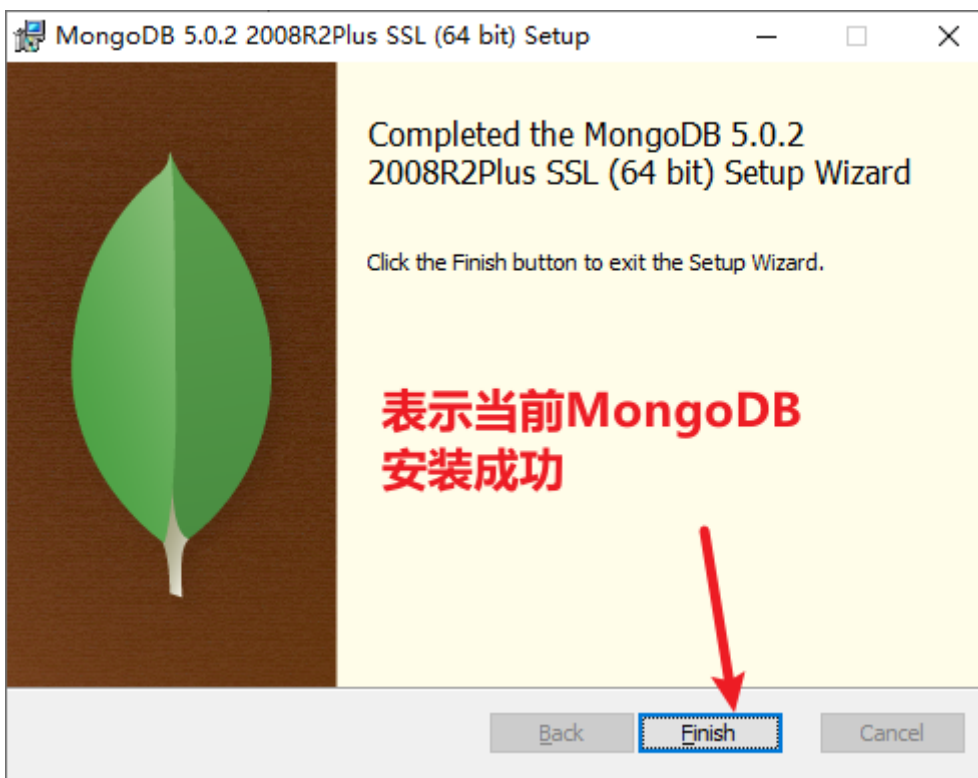 MongoDB 5.0.2 2008R2Plus SSL (64 bit) Setup
Completed the MongoDB 5.0.2
2008R2Plus SSL (64 bit) Setup Wizard
Click the Finish button to exit the Setup Wizard.
表示当前MongoDB
安装成功
Back Finish Cancel